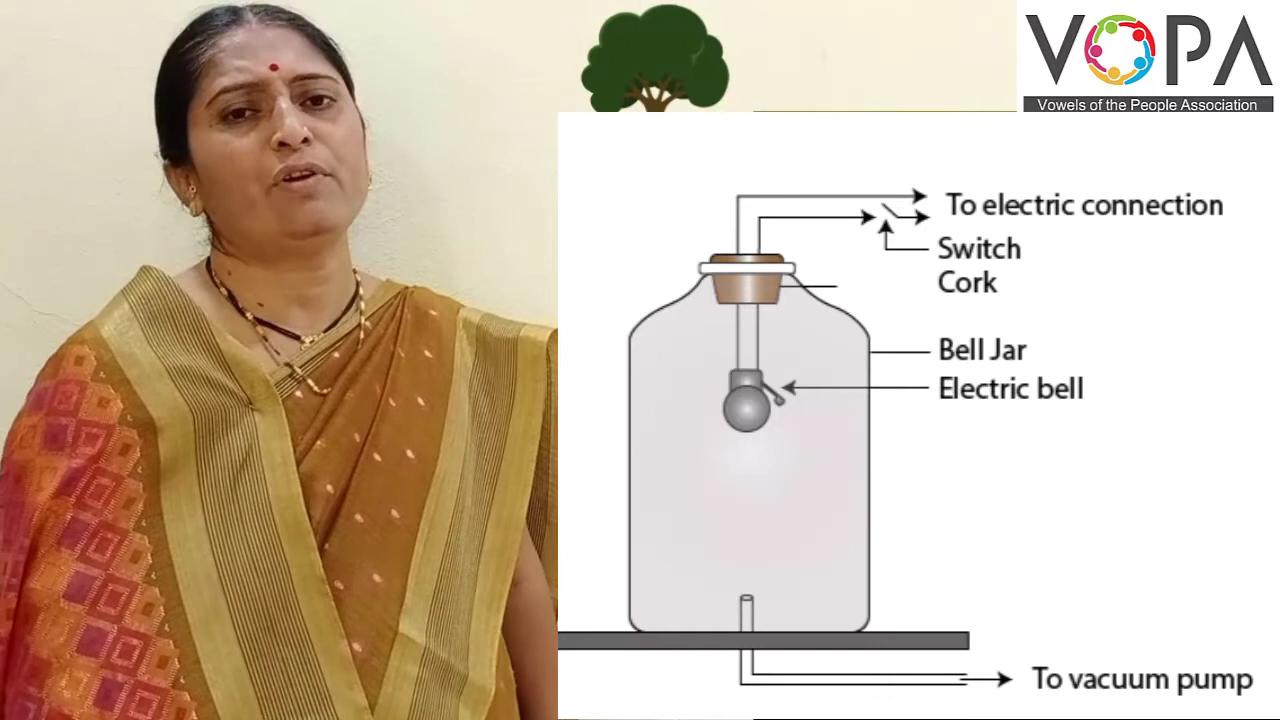 VOPA
Vowels of the People Association
To electric connection
Switch
Cork
Bell Jar
Electric bell
To vacuum pump